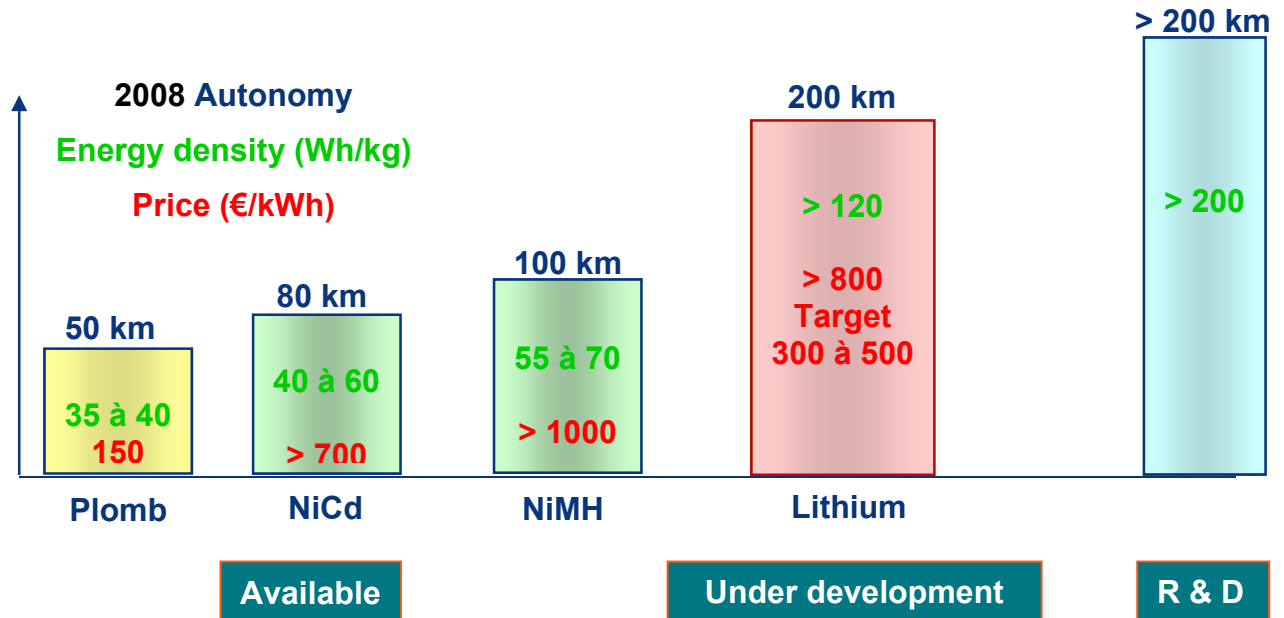 2008 Autonomy
Energy density (Wh/kg)
Price (€/kWh)
50 km
35 à 40
150
Plomb
80 km
40 à 60
> 700
NiCd
100 km
55 à 70
> 1000
NiMH
200 km
> 120
> 800
Target
300 à 500
Lithium
> 200 km
> 200
Available
Under development
R & D